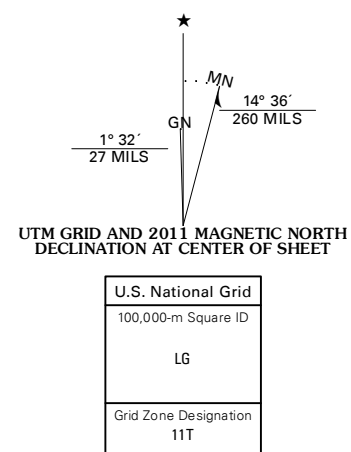 ★
MN
GN
14° 36´
260 MILS
1° 32´
27 MILS
UTM GRID AND 2011 MAGNETIC NORTH
DECLINATION AT CENTER OF SHEET
U.S. National Grid
100,000-m Square ID
LG
Grid Zone Designation
11T